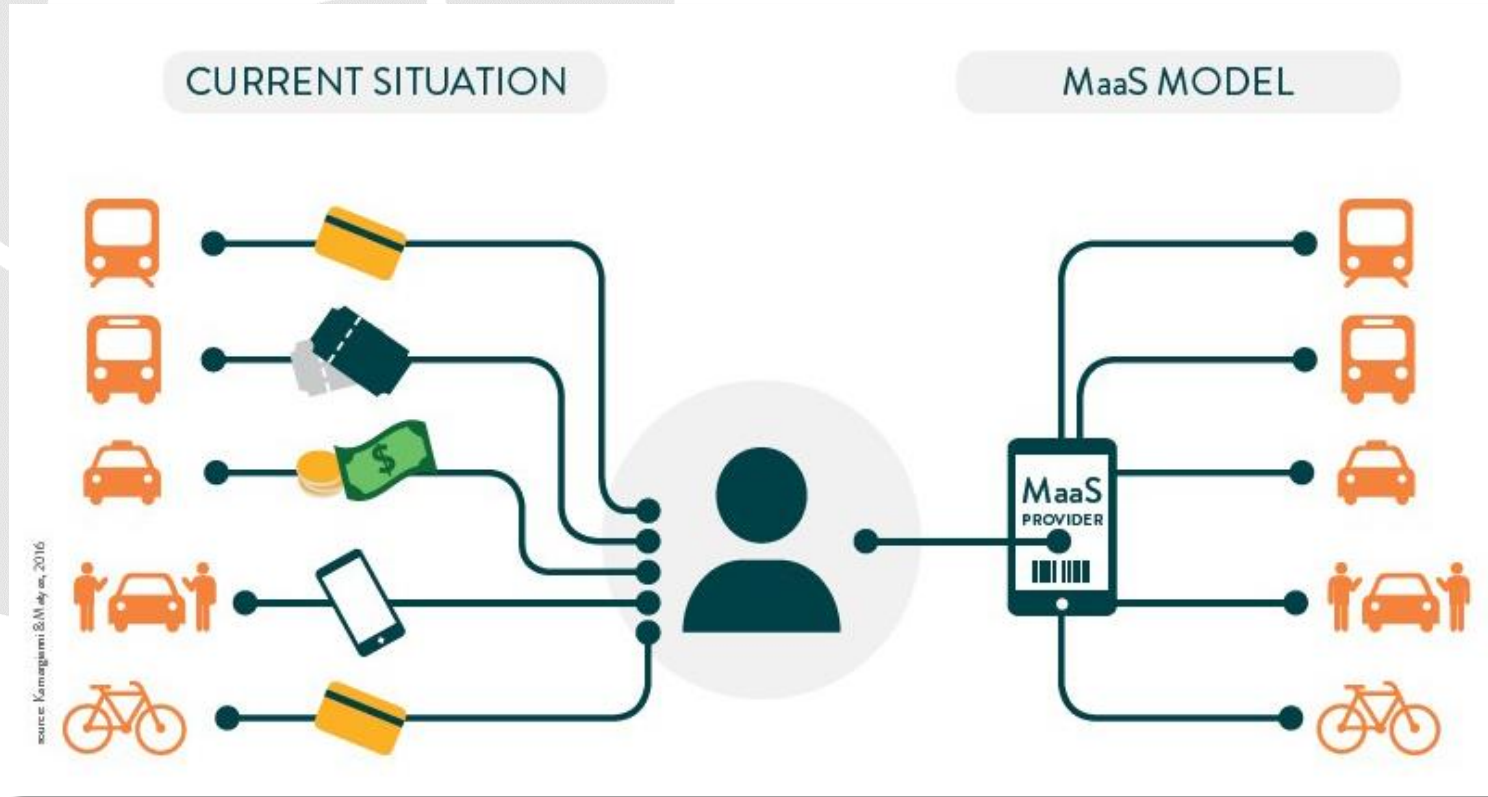 CURRENT SITUATION
MaaS MODEL
$
MaaS
PROVIDER
source: Kamargianni & Matyas, 2016